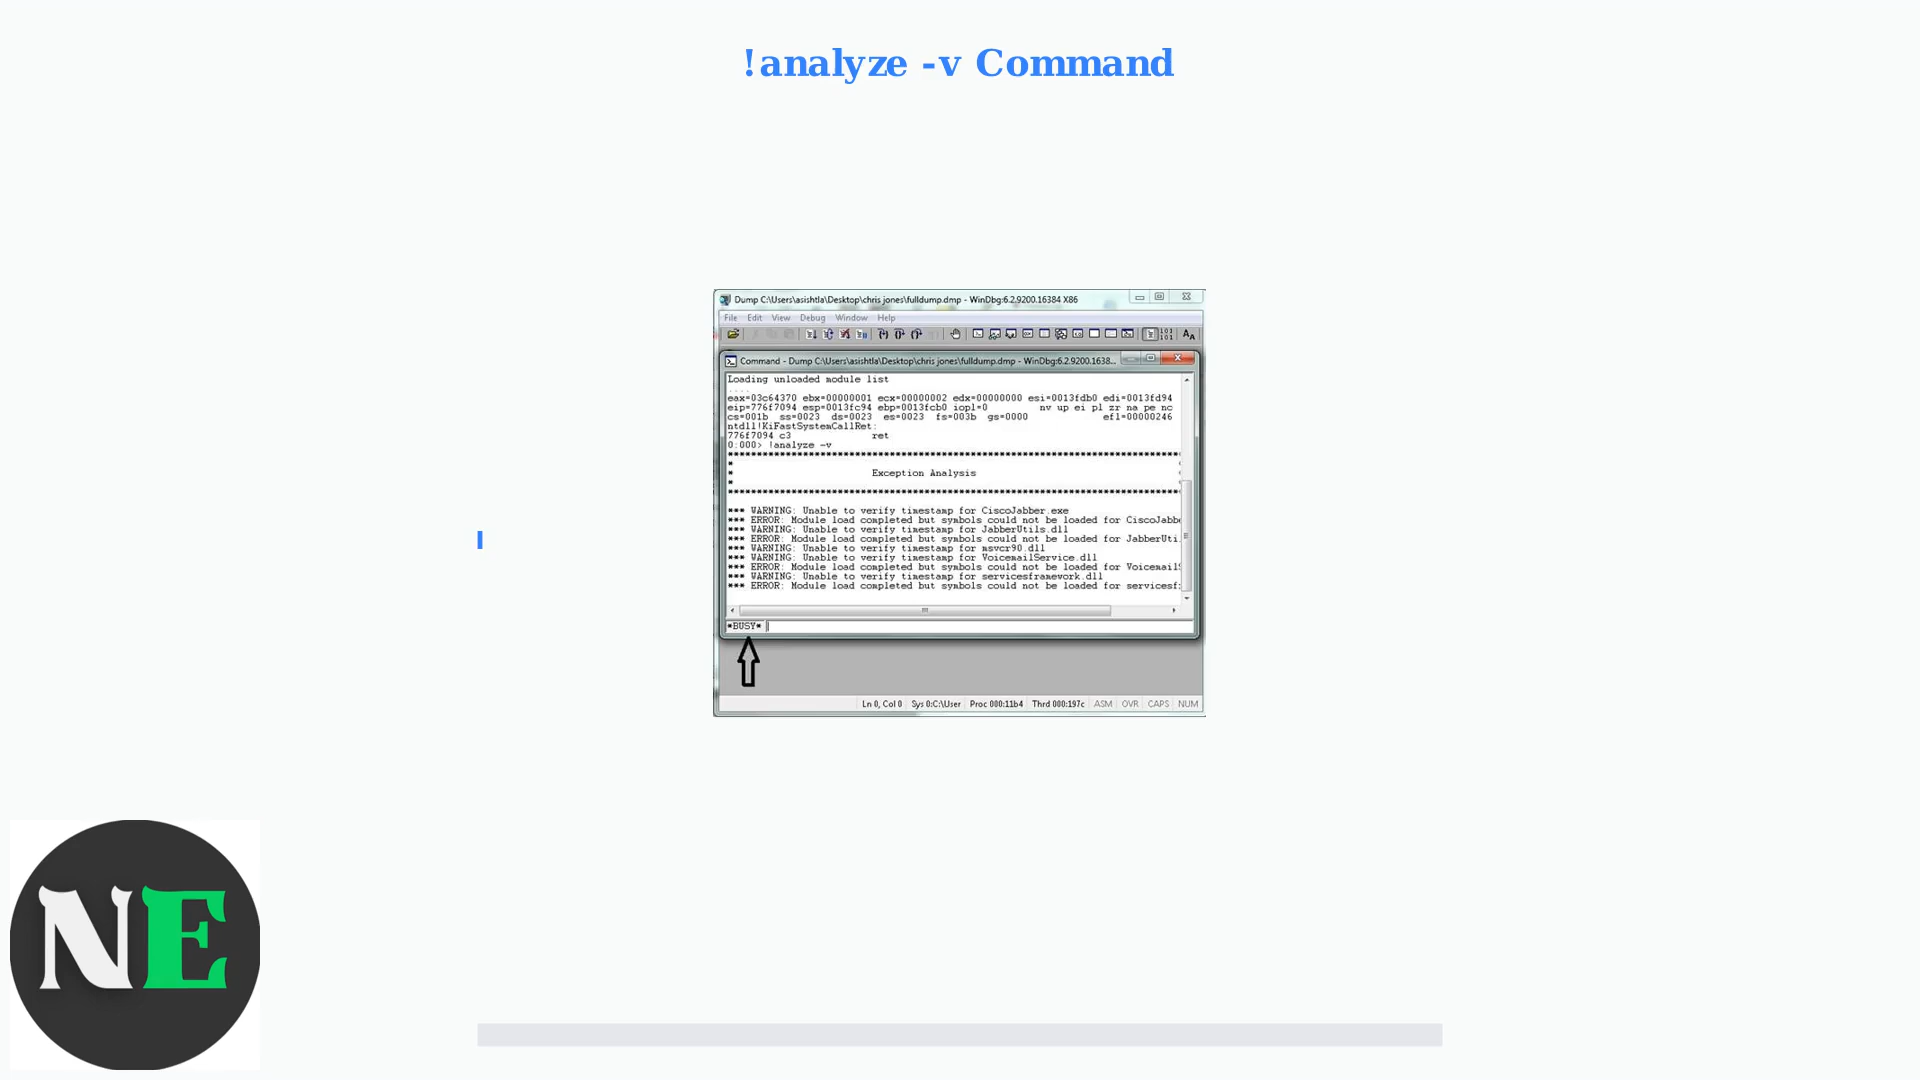 !analyze -v Command
Dump C:\Users\asishtla\Desktop\chris jones\fulldump.dmp - WinDbg:6.2.9200.16384 X86
File Edit View Debug Window Help
Command - Dump C:\Users\asishtla\Desktop\chris jones\fulldump.dmp - WinDbg:6.2.9200.1638...
Loading unloaded module list
....
eax=03c64370 ebx=00000001 ecx=00000002 edx=00000000 esi=0013fdb0 edi=0013fd94
eip=776f7094 esp=0013fc94 ebp=0013fcb0 iopl=0 nv up ei pl zr na pe nc
cs=001b ss=0023 ds=0023 es=0023 fs=003b gs=0000 efl=00000246
ntdll!KiFastSystemCallRet:
776f7094 c3 ret
0:000> !analyze -v
*******************************************************************************
*
* Exception Analysis
*
*******************************************************************************
*** WARNING: Unable to verify timestamp for CiscoJabber.exe
*** ERROR: Module load completed but symbols could not be loaded for CiscoJabbe
*** WARNING: Unable to verify timestamp for JabberUtils.dll
*** ERROR: Module load completed but symbols could not be loaded for JabberUti
*** WARNING: Unable to verify timestamp for msvcr90.dll
*** WARNING: Unable to verify timestamp for VoicemailService.dll
*** ERROR: Module load completed but symbols could not be loaded for VoicemailS
*** WARNING: Unable to verify timestamp for servicesframework.dll
*** ERROR: Module load completed but symbols could not be loaded for servicesf
*BUSY*
Ln 0, Col 0 Sys 0:C:\User Proc 000:11b4 Thrd 000:197c ASM OVR CAPS NUM
NE